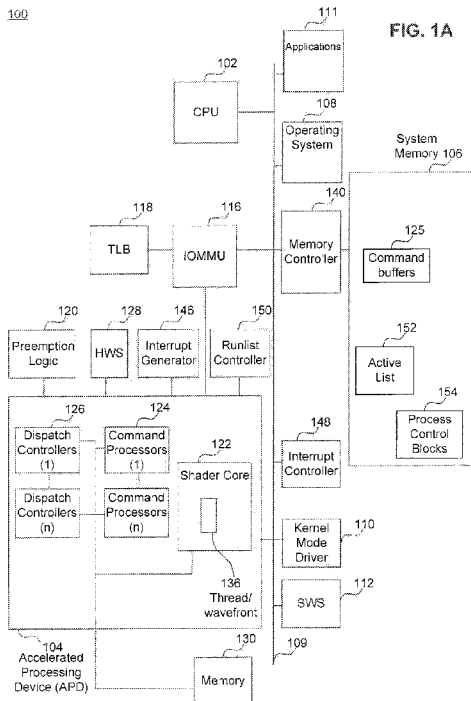 100
FIG. 1A
111
Applications
102
CPU
108
Operating
System
System
Memory 106
118
TLB
116
IOMMU
140
Memory
Controller
125
Command
buffers
120
Preemption
Logic
128
HWS
146
Interrupt
Generator
150
Runlist
Controller
152
Active
List
154
Process
Control
Blocks
126
Dispatch
Controllers
(1)
124
Command
Processors
(1)
122
Shader Core
148
Interrupt
Controller
Dispatch
Controllers
(n)
Command
Processors
(n)
136
Thread/
wavefront
110
Kernel
Mode
Driver
112
SWS
104
Accelerated
Processing
Device (APD)
130
Memory
109